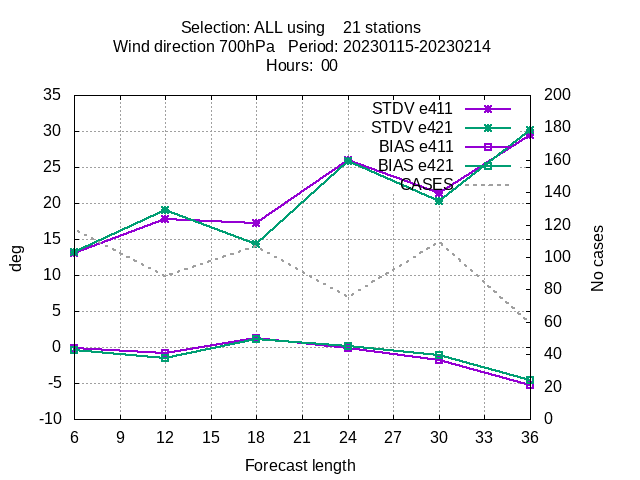 Selection: ALL using    21 stations
Wind direction 700hPa   Period: 20230115-20230214
Hours:  00
35
30
25
20
15
10
5
0
-5
-10
deg
STDV e411
STDV e421
BIAS e411
BIAS e421
CASES
200
180
160
140
120
100
80
60
40
20
0
No cases
6 9 12 15 18 21 24 27 30 33 36
Forecast length